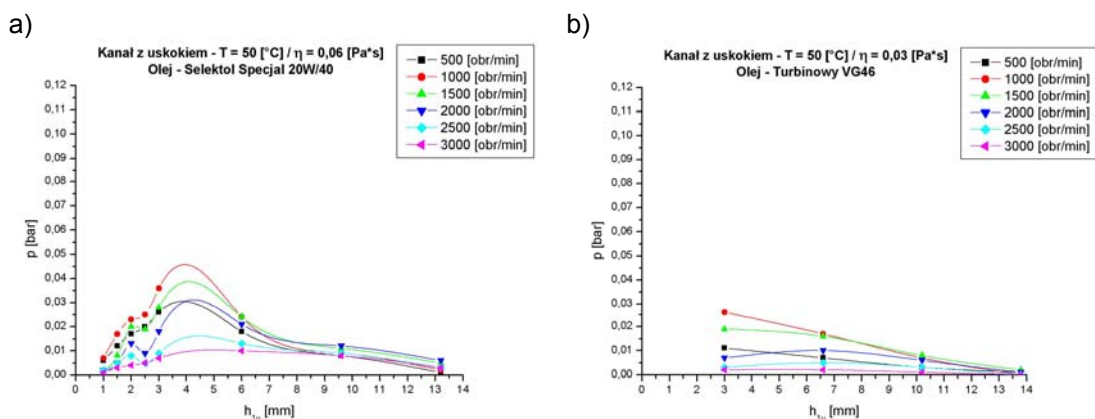 a)
Kanał z uskokiem - T = 50 [°C] / η = 0,06 [Pa*s]
Olej - Selektol Specjal 20W/40
500 [obr/min]
1000 [obr/min]
1500 [obr/min]
2000 [obr/min]
2500 [obr/min]
3000 [obr/min]
p [bar]
0,12
0,11
0,10
0,09
0,08
0,07
0,06
0,05
0,04
0,03
0,02
0,01
0,00
0 1 2 3 4 5 6 7 8 9 10 11 12 13 14
[mm]
b)
Kanał z uskokiem - T = 50 [°C] / η = 0,03 [Pa*s]
Olej - Turbinowy VG46
500 [obr/min]
1000 [obr/min]
1500 [obr/min]
2000 [obr/min]
2500 [obr/min]
3000 [obr/min]
p [bar]
0,12
0,11
0,10
0,09
0,08
0,07
0,06
0,05
0,04
0,03
0,02
0,01
0,00
0 1 2 3 4 5 6 7 8 9 10 11 12 13 14
[mm]